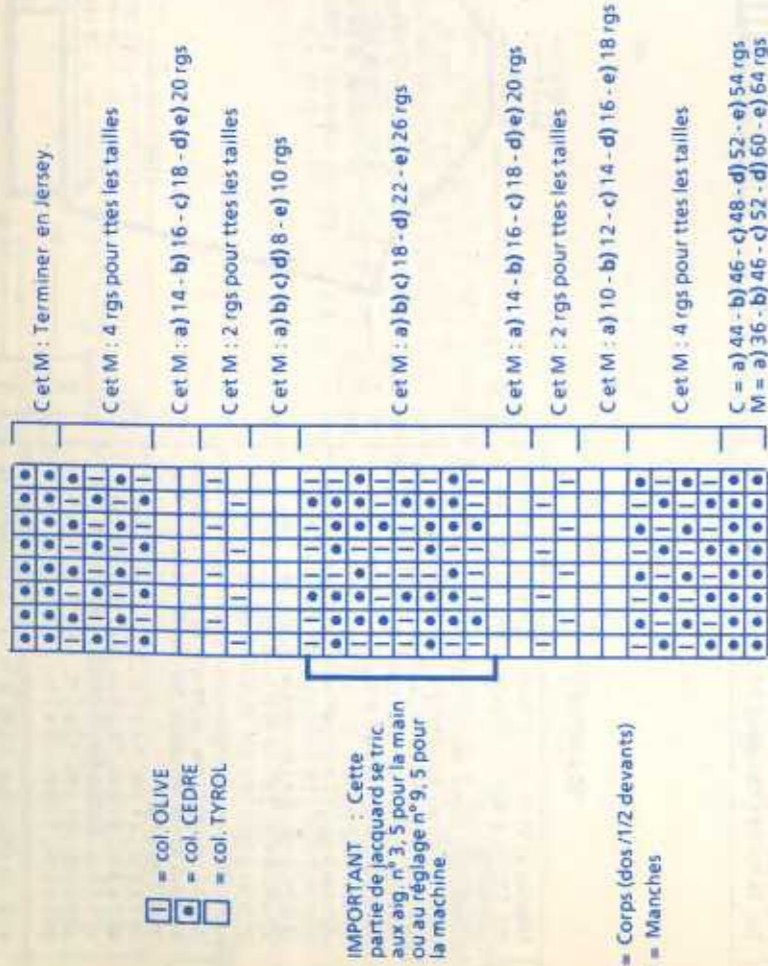 C et M : Terminer en Jersey.
C et M : 4 rgs pour ttes les tailles
C et M : a) 14 - b) 16 - c) 18 - d) e) 20 rgs
C et M : 2 rgs pour ttes les tailles
C et M : a) b) c) d) 8 - e) 10 rgs
C et M : a) b) c) 18 - d) 22 - e) 26 rgs
C et M : a) 14 - b) 16 - c) 18 - d) e) 20 rgs
C et M : 2 rgs pour ttes les tailles
C et M : a) 10 - b) 12 - c) 14 - d) 16 - e) 18 rgs
C et M : 4 rgs pour ttes les tailles
C = a) 44 - b) 46 - c) 48 - d) 52 - e) 54 rgs
M = a) 36 - b) 46 - c) 52 - d) 60 - e) 64 rgs
= col. OLIVE
= col. CEDRE
= col. TYROL
IMPORTANT : Cette
partie de jacquard se tric.
aux aig. n° 3, 5 pour la main
ou au réglage n° 9, 5 pour
la machine.
= Corps (dos /1/2 devants)
= Manches